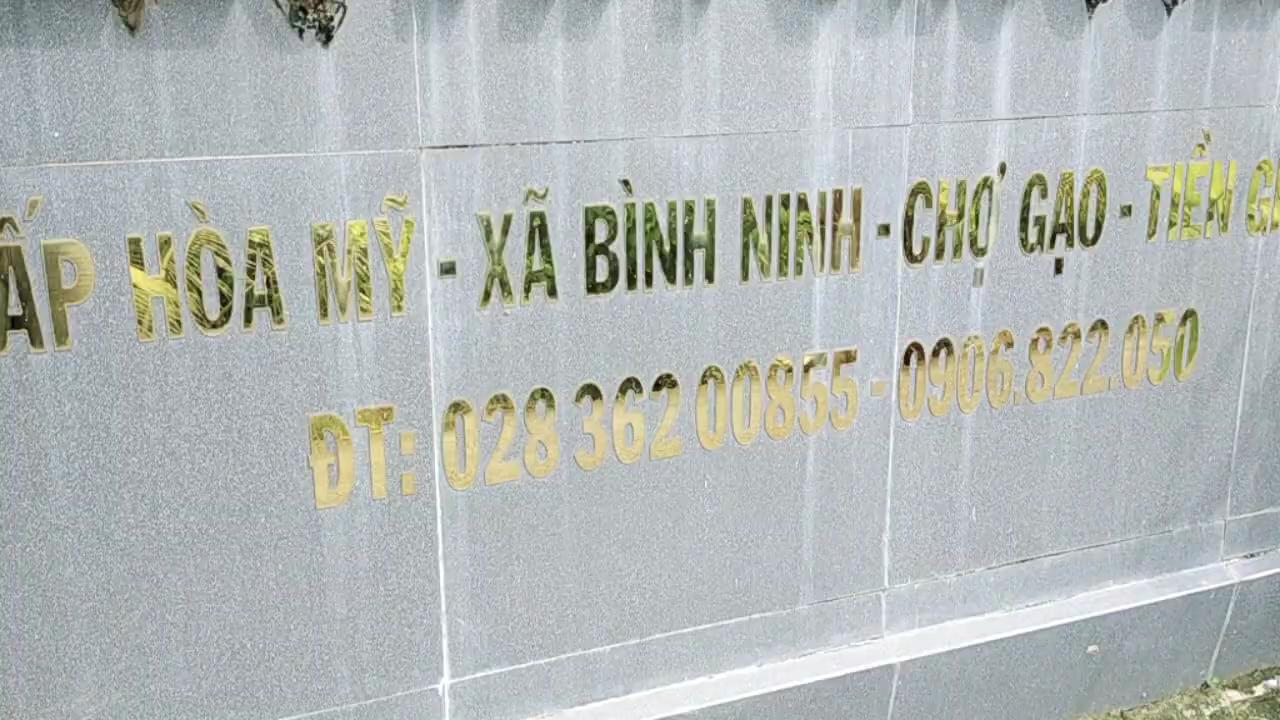 ẤP HÒA MỸ - XÃ BÌNH NINH - CHỢ GẠO - TIỀN
ĐT: 028 362 00855 - 0906.822.050